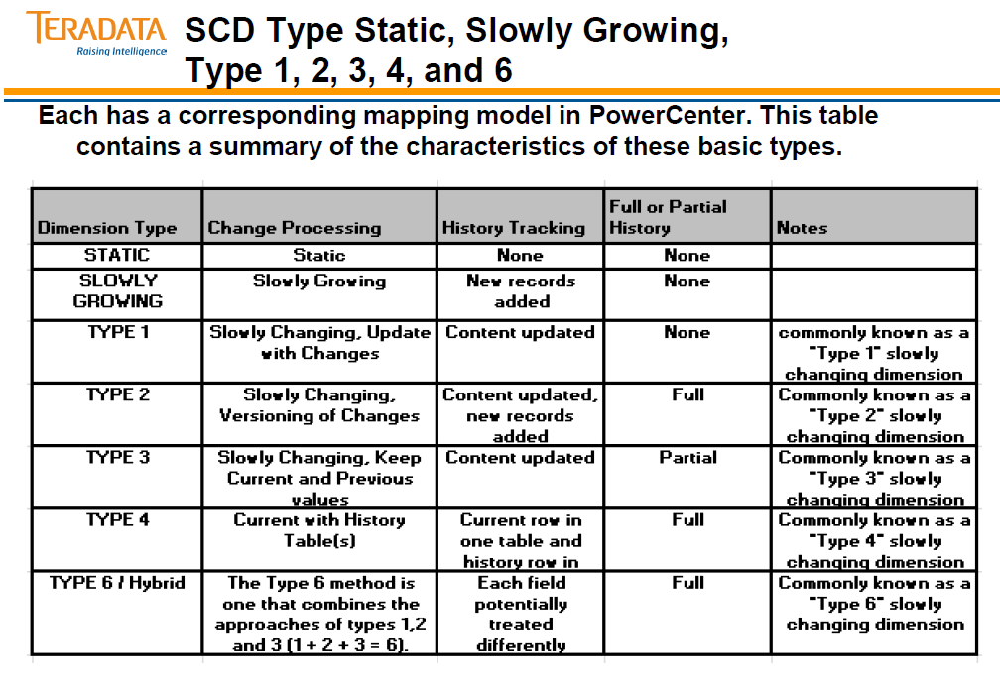 TERADATA
Raising Intelligence
SCD Type Static, Slowly Growing,
Type 1, 2, 3, 4, and 6
Each has a corresponding mapping model in PowerCenter. This table
contains a summary of the characteristics of these basic types.
Dimension Type
Change Processing
History Tracking
Full or Partial
History
Notes
STATIC
Static
None
None
SLOWLY
GROWING
Slowly Growing
New records
added
None
TYPE 1
Slowly Changing, Update
with Changes
Content updated
None
commonly known as a
"Type 1" slowly
changing dimension
TYPE 2
Slowly Changing,
Versioning of Changes
Content updated,
new records
added
Full
Commonly known as a
"Type 2" slowly
changing dimension
TYPE 3
Slowly Changing, Keep
Current and Previous
values
Content updated
Partial
Commonly known as a
"Type 3" slowly
changing dimension
TYPE 4
Current with History
Table(s)
Current row in
one table and
history row in
Full
Commonly known as a
"Type 4" slowly
changing dimension
TYPE 6 / Hybrid
The Type 6 method is
one that combines the
approaches of types 1,2
and 3 (1 + 2 + 3 = 6).
Each field
potentially
treated
differently
Full
Commonly known as a
"Type 6" slowly
changing dimension